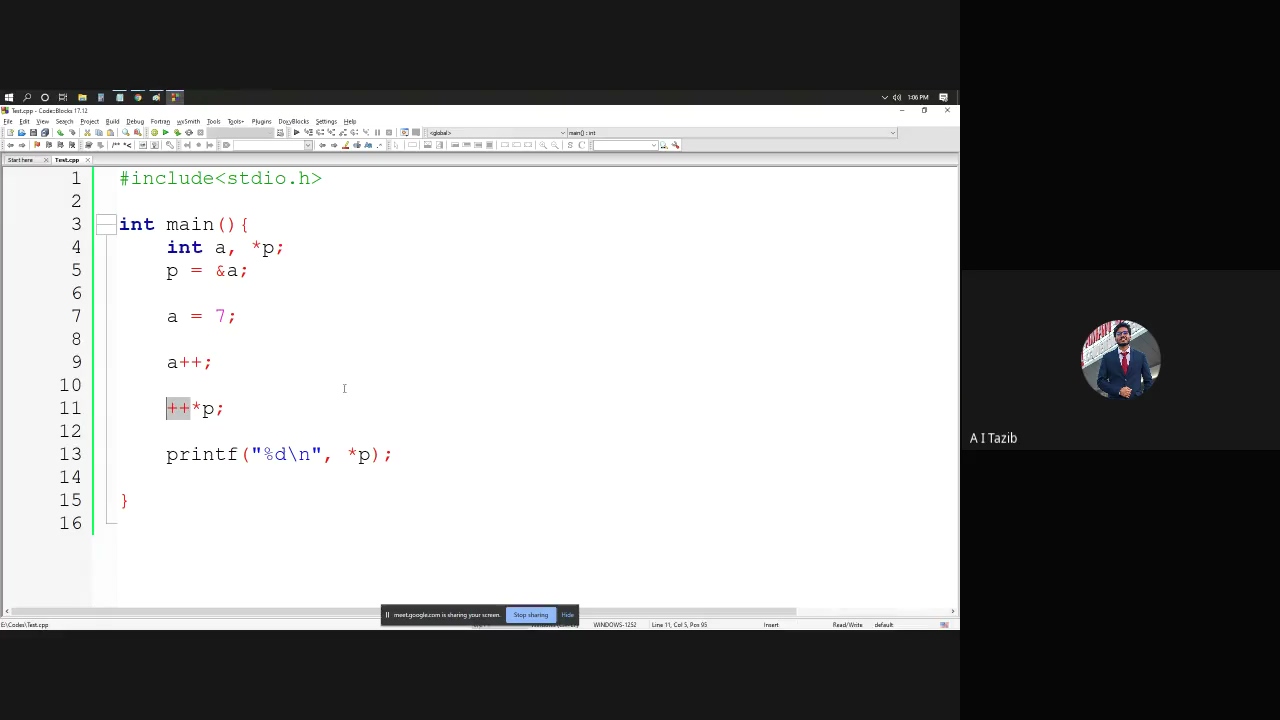 1:06 PM
Test.cpp - Code::Blocks 17.12
File Edit View Search Project Build Debug Fortran wxSmith Tools Tools+ Plugins DoxyBlocks Settings Help
<global> main() : int
Start here Test.cpp
1 #include<stdio.h>
2
3 int main(){
4 int a, *p;
5 p = &a;
6
7 a = 7;
8
9 a++;
10
11 ++*p;
12
13 printf("%d\n", *p);
14
15 }
16
A I Tazib
meet.google.com is sharing your screen. Stop sharing Hide
E:\Codes\Test.cpp WINDOWS-1252 Line 11, Col 5, Pos 95 Insert Read/Write default